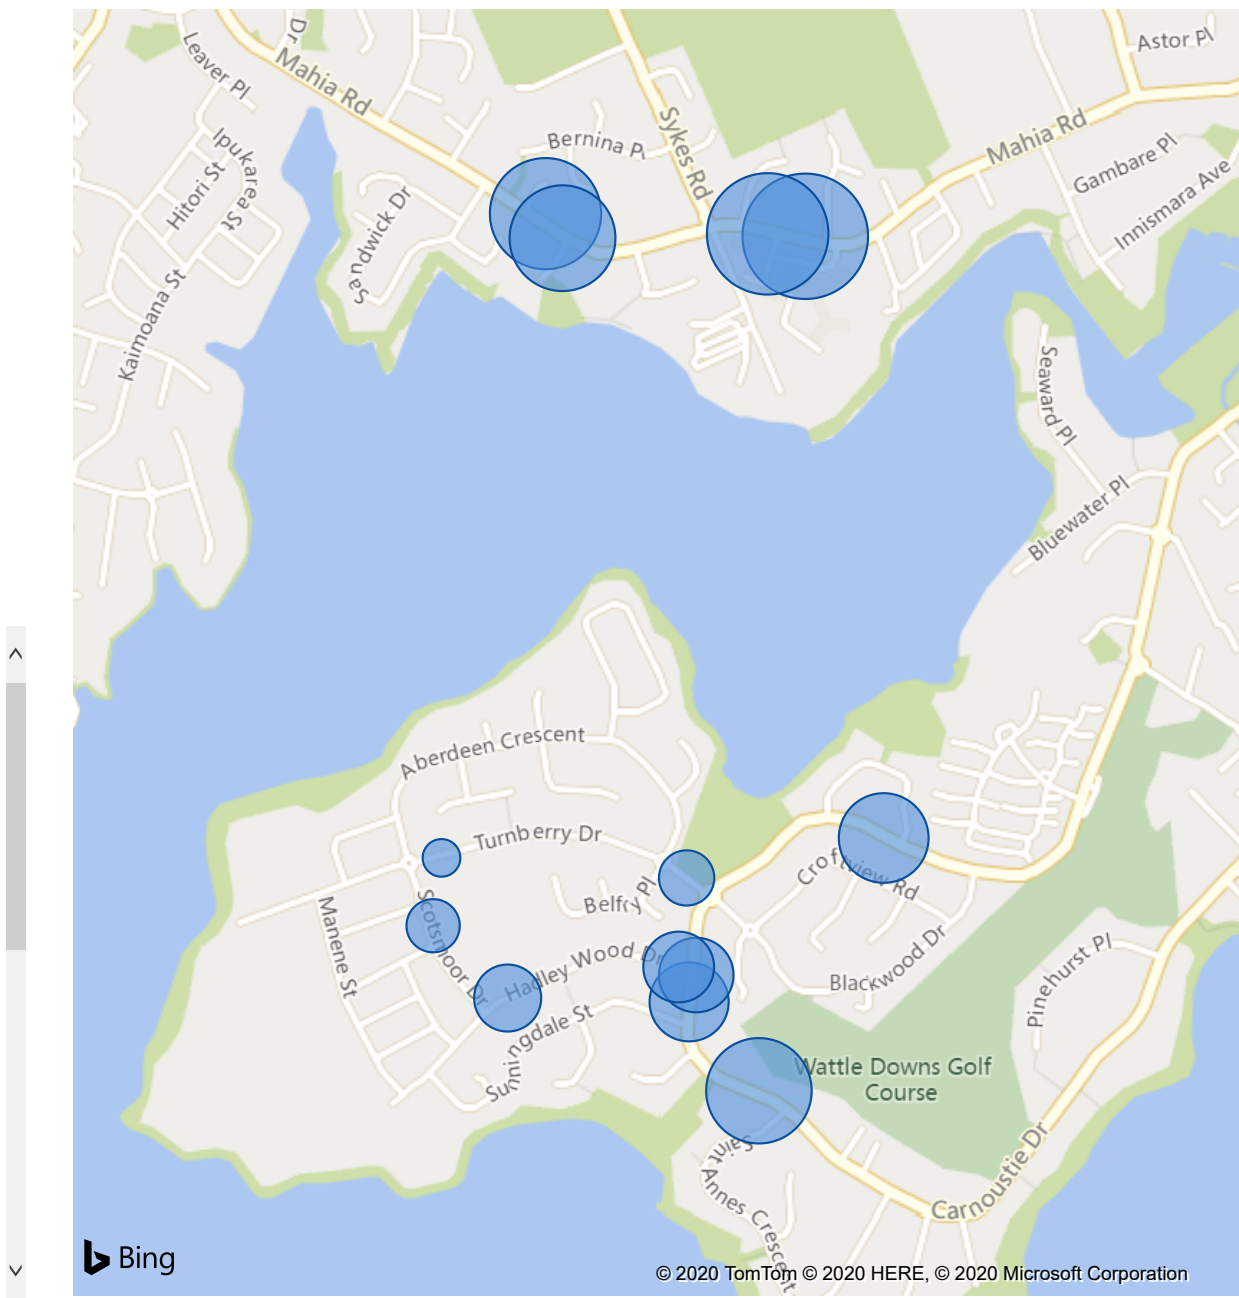 Astor Pl
Dr
Leaver Pl
Mahia Rd
Sykes Rd
Mahia Rd
Bernina Pl
Gambare Pl
Ipukarea St
Hitori St
Innismara Ave
Sandwick Dr
Kaimoana St
Seaward Pl
Bluewater Pl
Aberdeen Crescent
Turnberry Dr
Croftview Rd
Belfry Pl
Scotsmoor Dr
Manene St
Hadley Wood Dr
Blackwood Dr
Pinehurst Pl
Sunningdale St
Wattle Downs Golf
Course
Saint
Annes Crescent
Carnoustie Dr
Bing
© 2020 TomTom © 2020 HERE, © 2020 Microsoft Corporation